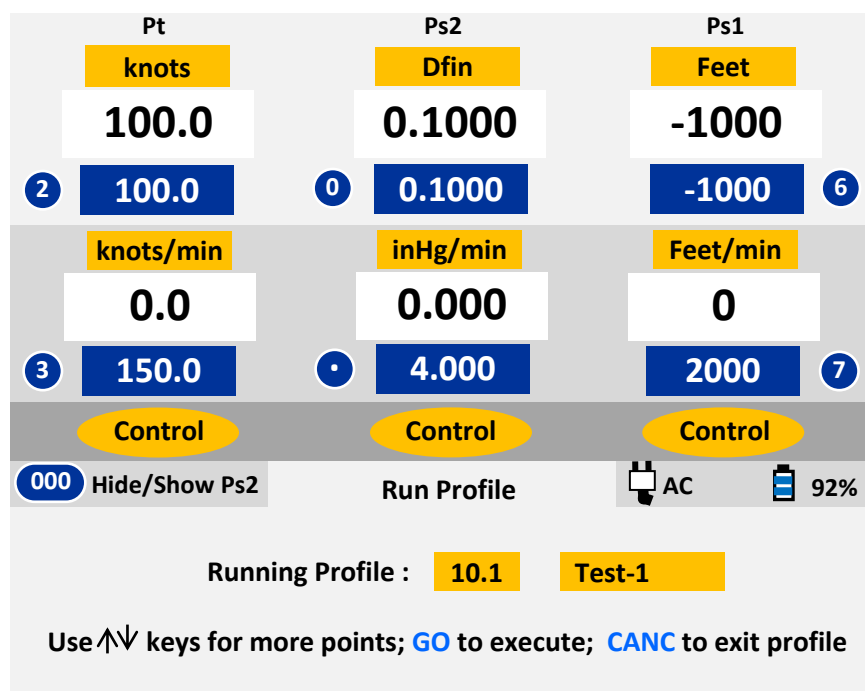 Pt Ps2 Ps1
knots Dfin Feet
100.0 0.1000 -1000
2 100.0 0 0.1000 -1000 6
knots/min inHg/min Feet/min
0.0 0.000 0
3 150.0 • 4.000 2000 7
Control Control Control
000 Hide/Show Ps2 Run Profile AC 92%
Running Profile : 10.1 Test-1
Use ↑↓ keys for more points; GO to execute; CANC to exit profile